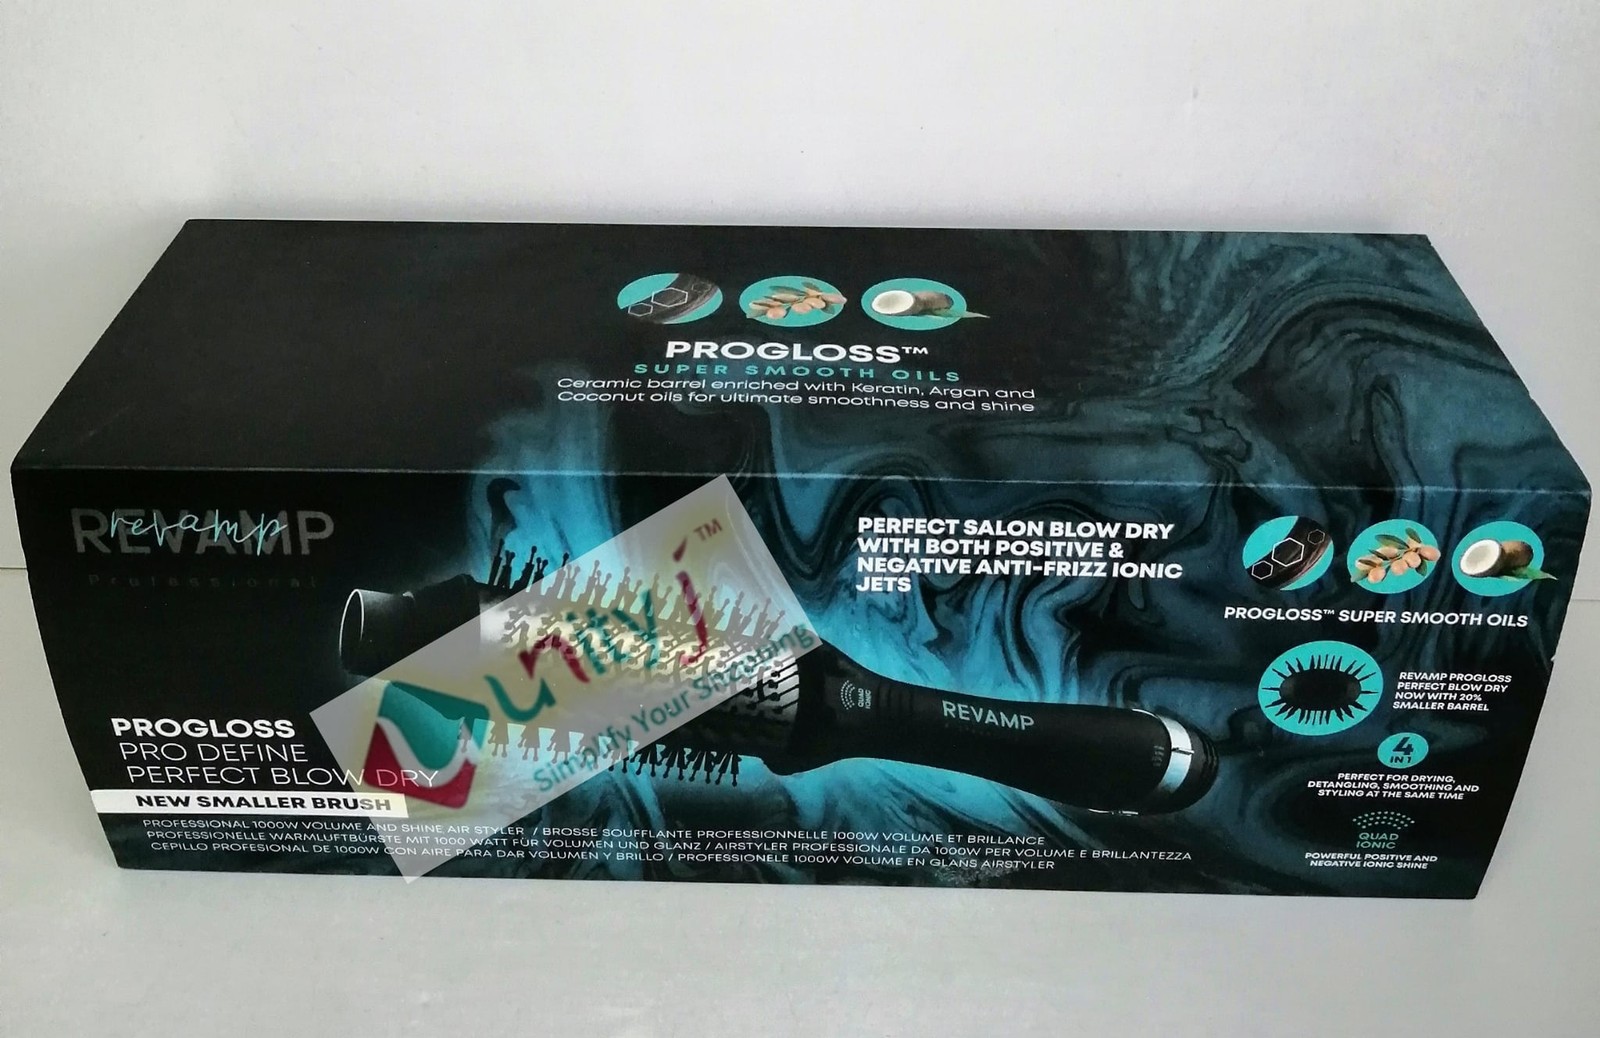 PROGLOSS™
SUPER SMOOTH OILS
Ceramic barrel enriched with Keratin, Argan and
Coconut oils for ultimate smoothness and shine
REVAMP
revamp
Professional
PERFECT SALON BLOW DRY
WITH BOTH POSITIVE &
NEGATIVE ANTI-FRIZZ IONIC
JETS
PROGLOSS™ SUPER SMOOTH OILS
REVAMP PROGLOSS
PERFECT BLOW DRY
NOW WITH 20%
SMALLER BARREL
4
IN 1
PERFECT FOR DRYING,
DETANGLING, SMOOTHING AND
STYLING AT THE SAME TIME
QUAD
IONIC
POWERFUL POSITIVE AND
NEGATIVE IONIC SHINE
unityj™
Simplify Your Shopping
QUAD
IONIC
REVAMP
PROGLOSS
PRO DEFINE
PERFECT BLOW DRY
NEW SMALLER BRUSH
PROFESSIONAL 1000W VOLUME AND SHINE AIR STYLER / BROSSE SOUFFLANTE PROFESSIONNELLE 1000W VOLUME ET BRILLANCE
PROFESSIONELLE WARMLUFTBÜRSTE MIT 1000 WATT FÜR VOLUMEN UND GLANZ / AIRSTYLER PROFESSIONALE DA 1000W PER VOLUME E BRILLANTEZZA
CEPILLO PROFESIONAL DE 1000W CON AIRE PARA DAR VOLUMEN Y BRILLO / PROFESSIONELE 1000W VOLUME EN GLANS AIRSTYLER